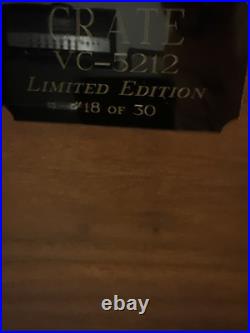 CRATE
VC-5212
LIMITED EDITION
#18 OF 30